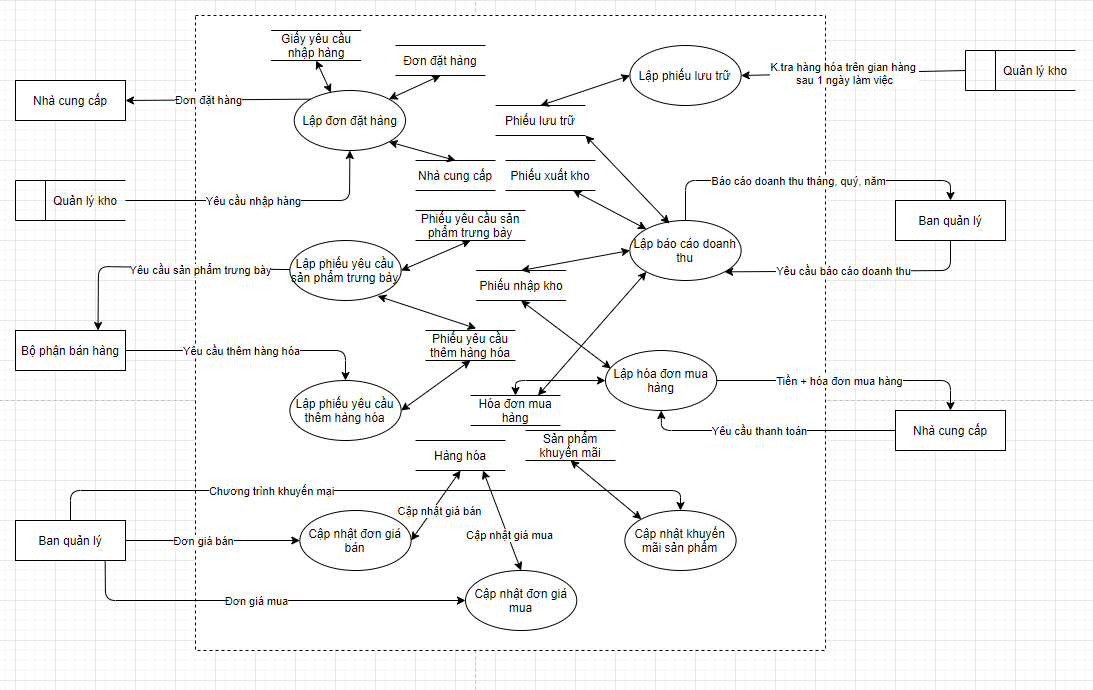 Giấy yêu cầu
nhập hàng
Đơn đặt hàng
Lập phiếu lưu trữ
K.tra hàng hóa trên gian hàng
sau 1 ngày làm việc
Quản lý kho
Nhà cung cấp
Đơn đặt hàng
Lập đơn đặt hàng
Phiếu lưu trữ
Nhà cung cấp
Phiếu xuất kho
Báo cáo doanh thu tháng, quý, năm
Quản lý kho
Yêu cầu nhập hàng
Phiếu yêu cầu sản
phẩm trưng bày
Ban quản lý
Lập báo cáo doanh
thu
Lập phiếu yêu cầu
sản phẩm trưng bày
Yêu cầu sản phẩm trưng bày
Yêu cầu báo cáo doanh thu
Phiếu nhập kho
Bộ phận bán hàng
Yêu cầu thêm hàng hóa
Phiếu yêu cầu
thêm hàng hóa
Lập hóa đơn mua
hàng
Tiền + hóa đơn mua hàng
Lập phiếu yêu cầu
thêm hàng hóa
Hóa đơn mua
hàng
Yêu cầu thanh toán
Nhà cung cấp
Sản phẩm
khuyến mãi
Hàng hóa
Chương trình khuyến mại
Cập nhật giá bán
Cập nhật giá mua
Ban quản lý
Đơn giá bán
Cập nhật đơn giá
bán
Cập nhật khuyến
mãi sản phẩm
Đơn giá mua
Cập nhật đơn giá
mua